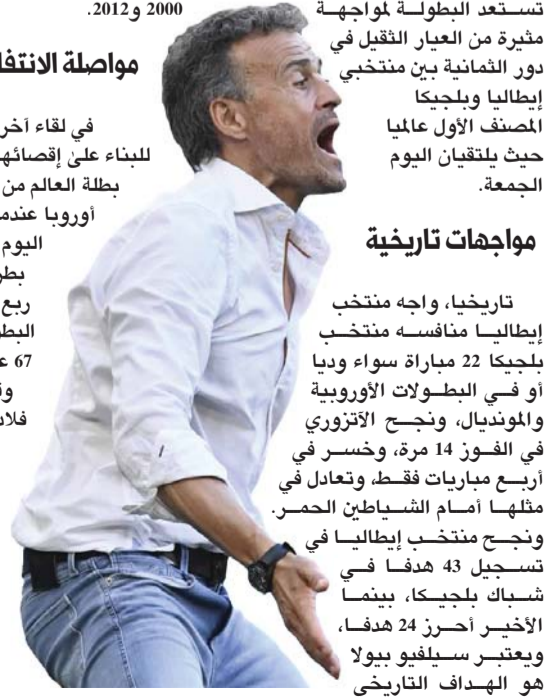 تستعد البطولة لمواجهة
مثيرة من العيار الثقيل في
دور الثمانية بين منتخبي
إيطاليا وبلجيكا
المصنف الأول عالميا
حيث يلتقيان اليوم
الجمعة.
مواجهات تاريخية
تاريخيا، واجه منتخب
إيطاليا منافسه منتخب
بلجيكا 22 مباراة سواء وديا
أو في البطولات الأوروبية
والمونديال، ونجح الآتزوري
في الفوز 14 مرة، وخسر في
أربع مباريات فقط، وتعادل في
مثلها أمام الشياطين الحمر.
ونجح منتخب إيطاليا في
تسجيل 43 هدفا في
شباك بلجيكا، بينما
الأخير أحرز 24 هدفا،
ويعتبر سيلفيو بيولا
هو الهداف التاريخي
2000 و2012.
مواصلة
في لقاء آخر
للبناء على
بطلة العالم من
أوروبا
اليوم
ربع
67